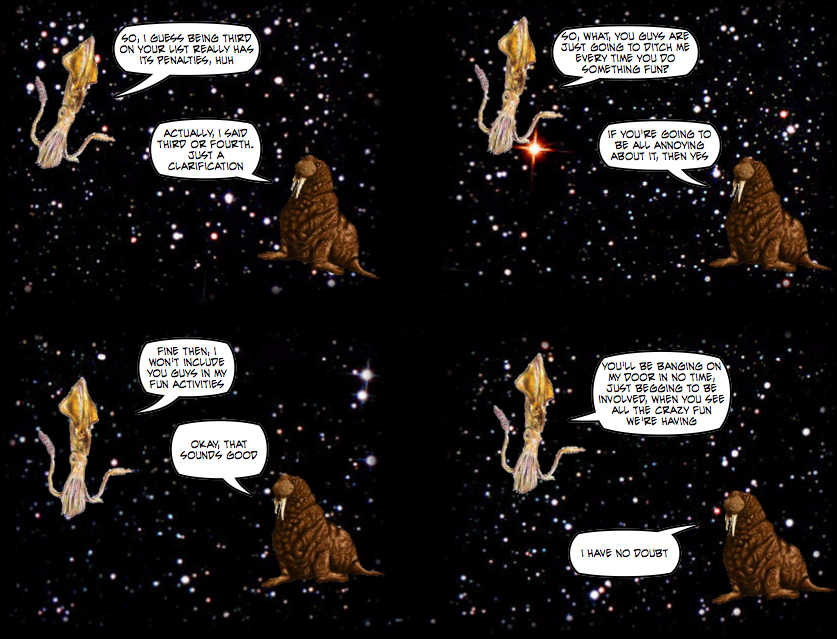 SO, I GUESS BEING THIRD
ON YOUR LIST REALLY HAS
ITS PENALTIES, HUH
ACTUALLY, I SAID
THIRD OR FOURTH.
JUST A
CLARIFICATION
SO, WHAT, YOU GUYS ARE
JUST GOING TO DITCH ME
EVERY TIME YOU DO
SOMETHING FUN?
IF YOU'RE GOING TO
BE ALL ANNOYING
ABOUT IT, THEN YES
FINE THEN, I
WON'T INCLUDE
YOU GUYS IN MY
FUN ACTIVITIES
OKAY, THAT
SOUNDS GOOD
YOU'LL BE BANGING ON
MY DOOR IN NO TIME,
JUST BEGGING TO BE
INVOLVED, WHEN YOU SEE
ALL THE CRAZY FUN
WE'RE HAVING
I HAVE NO DOUBT